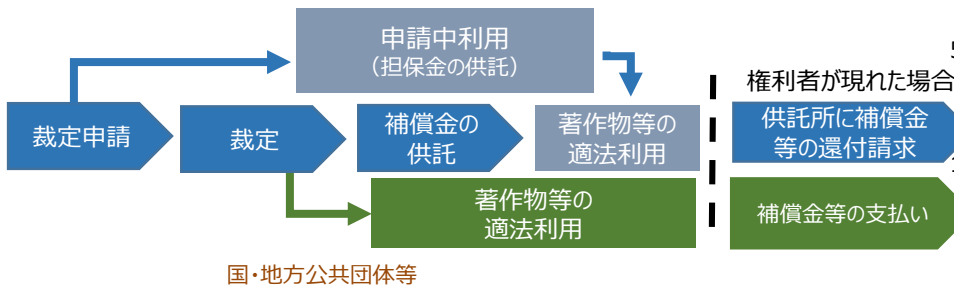 申請中利用
（担保金の供託）
権利者が現れた場合
裁定申請
裁定
補償金の
供託
著作物等の
適法利用
供託所に補償金
等の還付請求
著作物等の
適法利用
補償金等の支払い
国・地方公共団体等